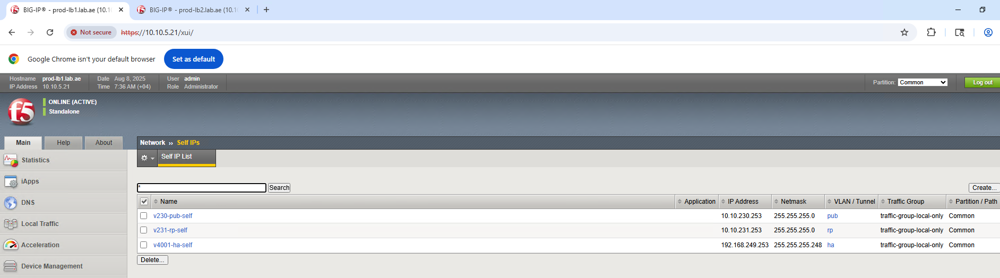 BIG-IP® - prod-lb1.lab.ae (10.1
BIG-IP® - prod-lb2.lab.ae (10.1
Not secure https://10.10.5.21/xui/
Google Chrome isn't your default browser Set as default
Hostname prod-lb1.lab.ae Date Aug 8, 2025 User admin
IP Address 10.10.5.21 Time 7:36 AM (+04) Role Administrator
Partition: Common Log out
f5
ONLINE (ACTIVE)
Standalone
Main Help About
Network ›› Self IPs
Self IP List
Statistics
iApps
DNS
Local Traffic
Acceleration
Device Management
* Search Create...
Name Application IP Address Netmask VLAN / Tunnel Traffic Group Partition / Path
v230-pub-self 10.10.230.253 255.255.255.0 pub traffic-group-local-only Common
v231-rp-self 10.10.231.253 255.255.255.0 rp traffic-group-local-only Common
v4001-ha-self 192.168.249.253 255.255.255.248 ha traffic-group-local-only Common
Delete...